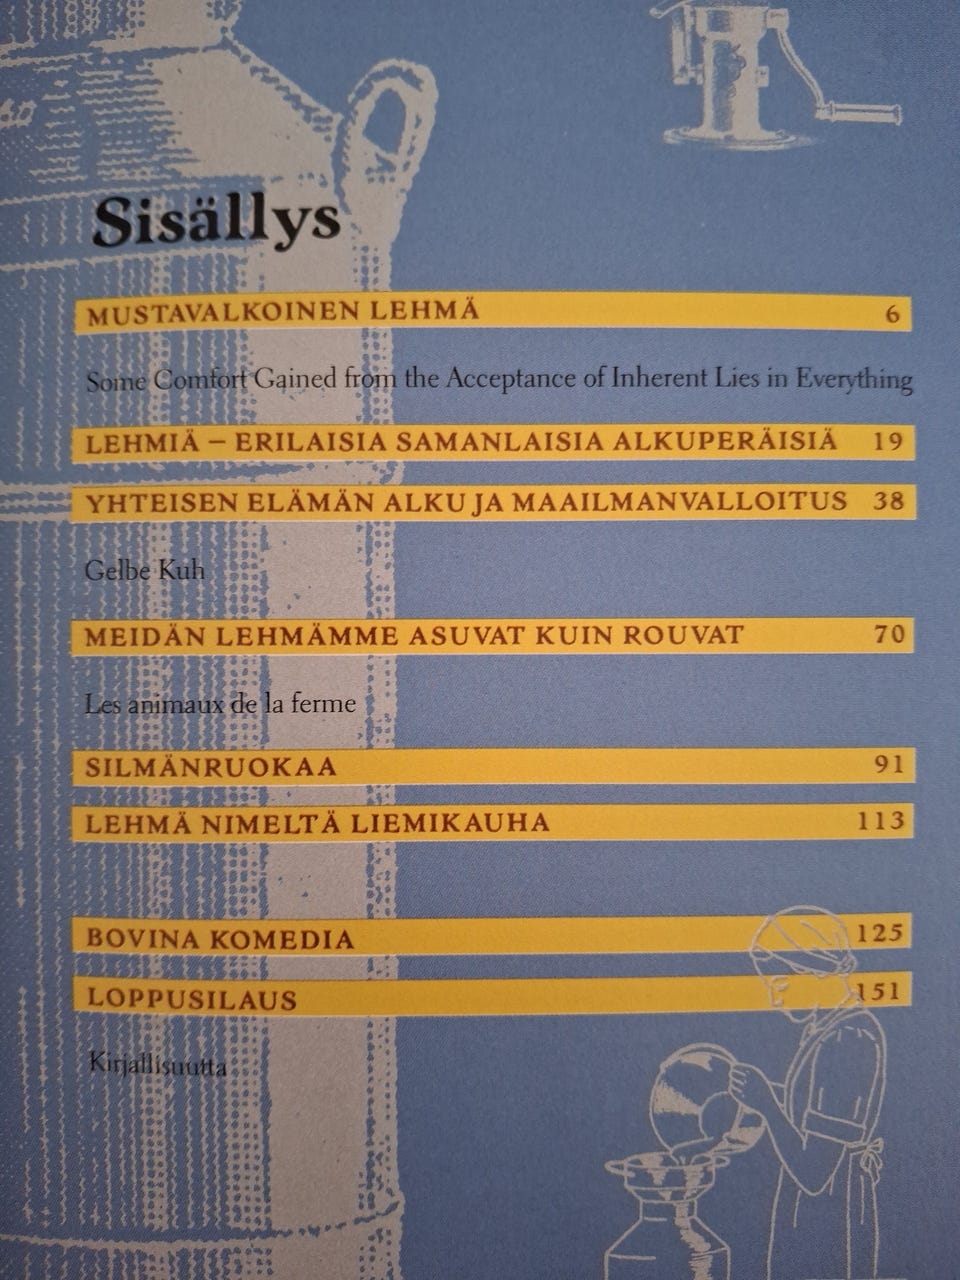 60
Sisällys
MUSTAVALKOINEN LEHMÄ 6
Some Comfort Gained from the Acceptance of Inherent Lies in Everything
LEHMIÄ – ERILAISIA SAMANLAISIA ALKUPERÄISIÄ 19
YHTEISEN ELÄMÄN ALKU JA MAAILMANVALLOITUS 38
Gelbe Kuh
MEIDÄN LEHMÄMME ASUVAT KUIN ROUVAT 70
Les animaux de la ferme
SILMÄNRUOKAA 91
LEHMÄ NIMELTÄ LIEMIKAUHA 113
BOVINA KOMEDIA 125
LOPPUSILAUS 151
Kirjallisuutta